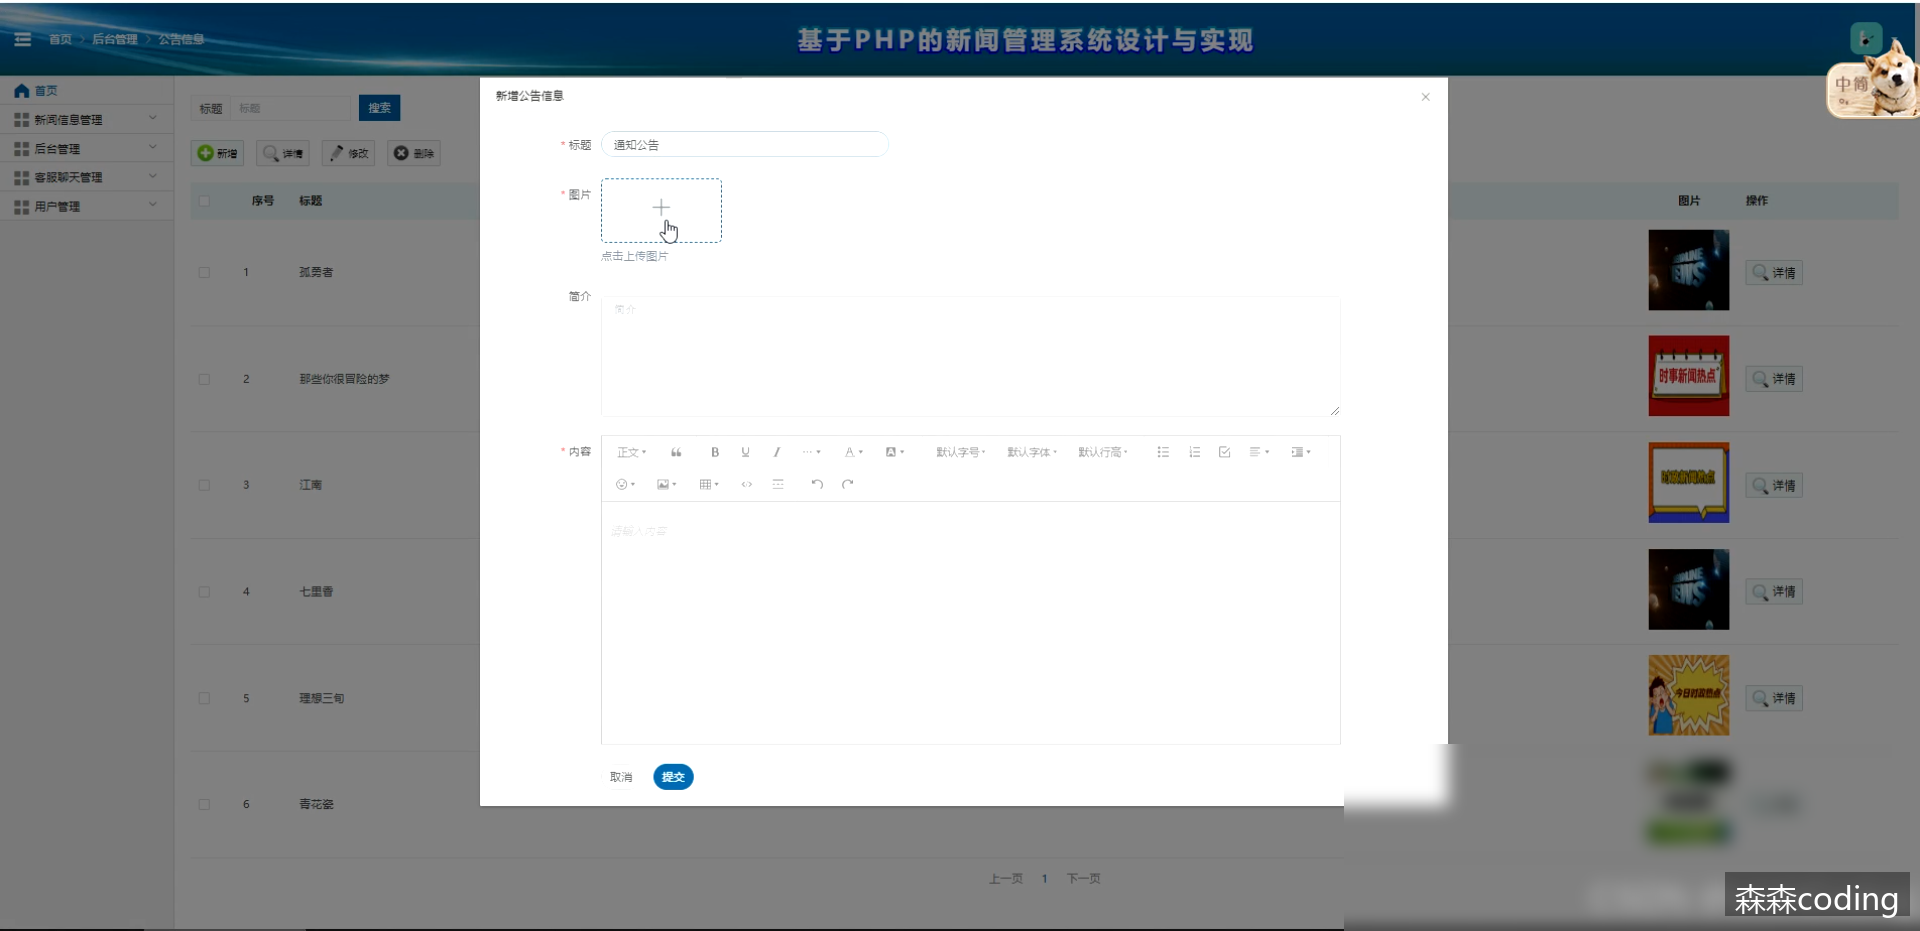 首页 后台管理 公告信息
基于PHP的新闻管理系统设计与实现
中简
首页
新闻信息管理
后台管理
客服聊天管理
用户管理
标题 标题 搜索
新增 详情 修改 删除
序号 标题 图片 操作
1 孤勇者 详情
2 那些你很冒险的梦 时事新闻热点 详情
3 江南 时政新闻热点 详情
4 七里香 详情
5 理想三旬 今日时政热点 详情
6 青花瓷
新增公告信息
* 标题 通知公告
* 图片
点击上传图片
简介 简介
* 内容 正文 B U I A A 默认字号 默认字体 默认行高
请输入内容
取消 提交
上一页 1 下一页
森森coding